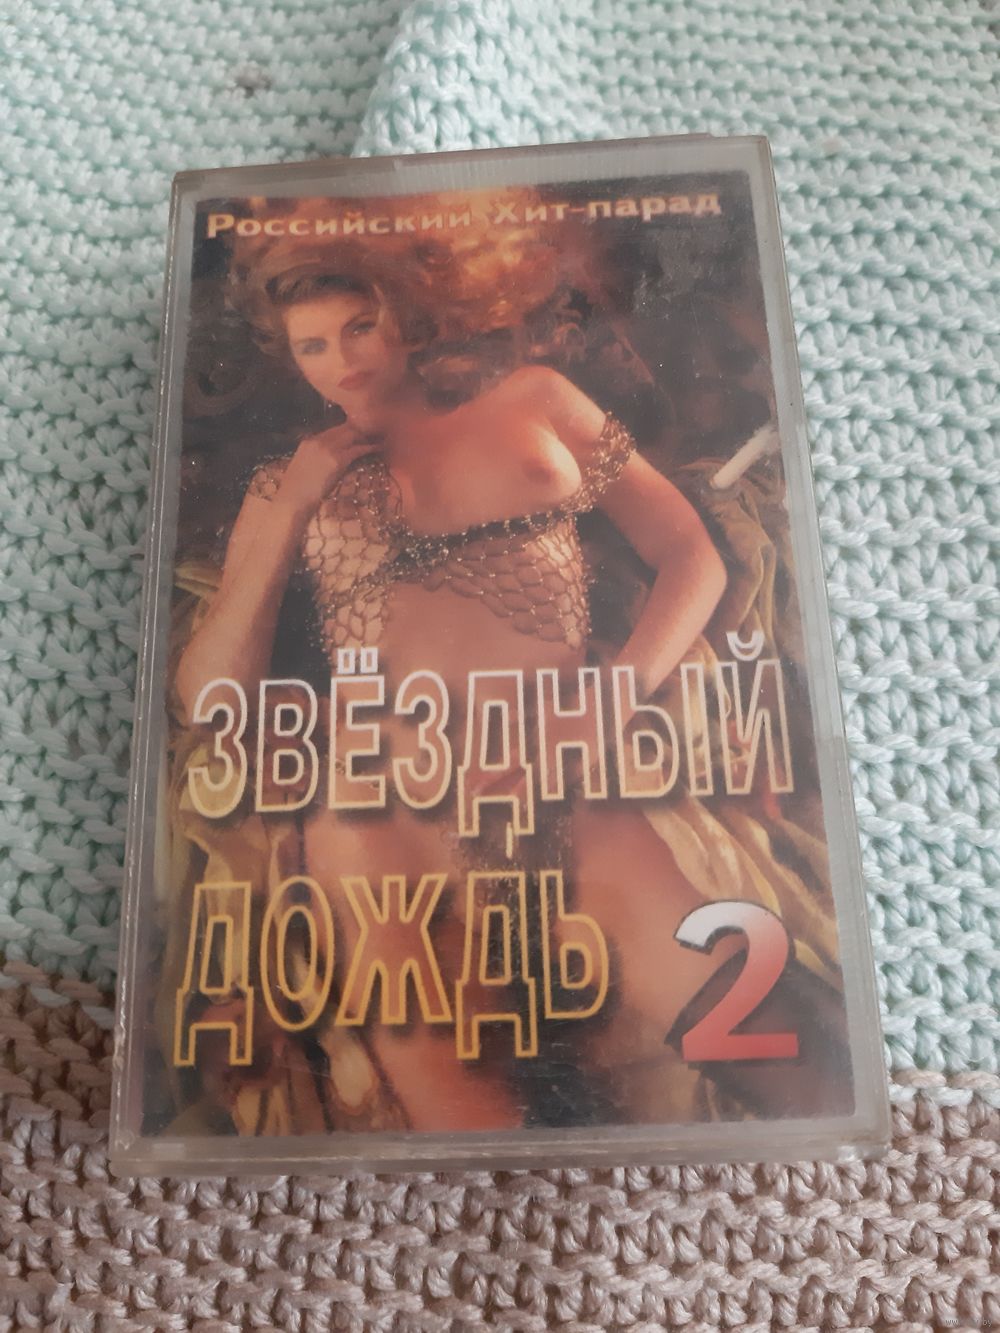 Российский Хит-парад
ЗВЁЗДНЫЙ
ДОЖДЬ
2